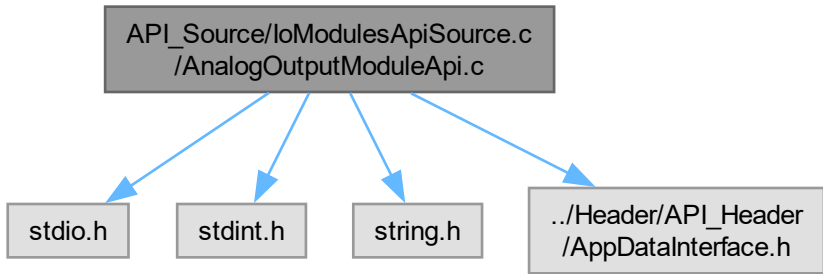 API_Source/IoModulesApiSource.c
/AnalogOutputModuleApi.c
stdio.h
stdint.h
string.h
../Header/API_Header
/AppDataInterface.h